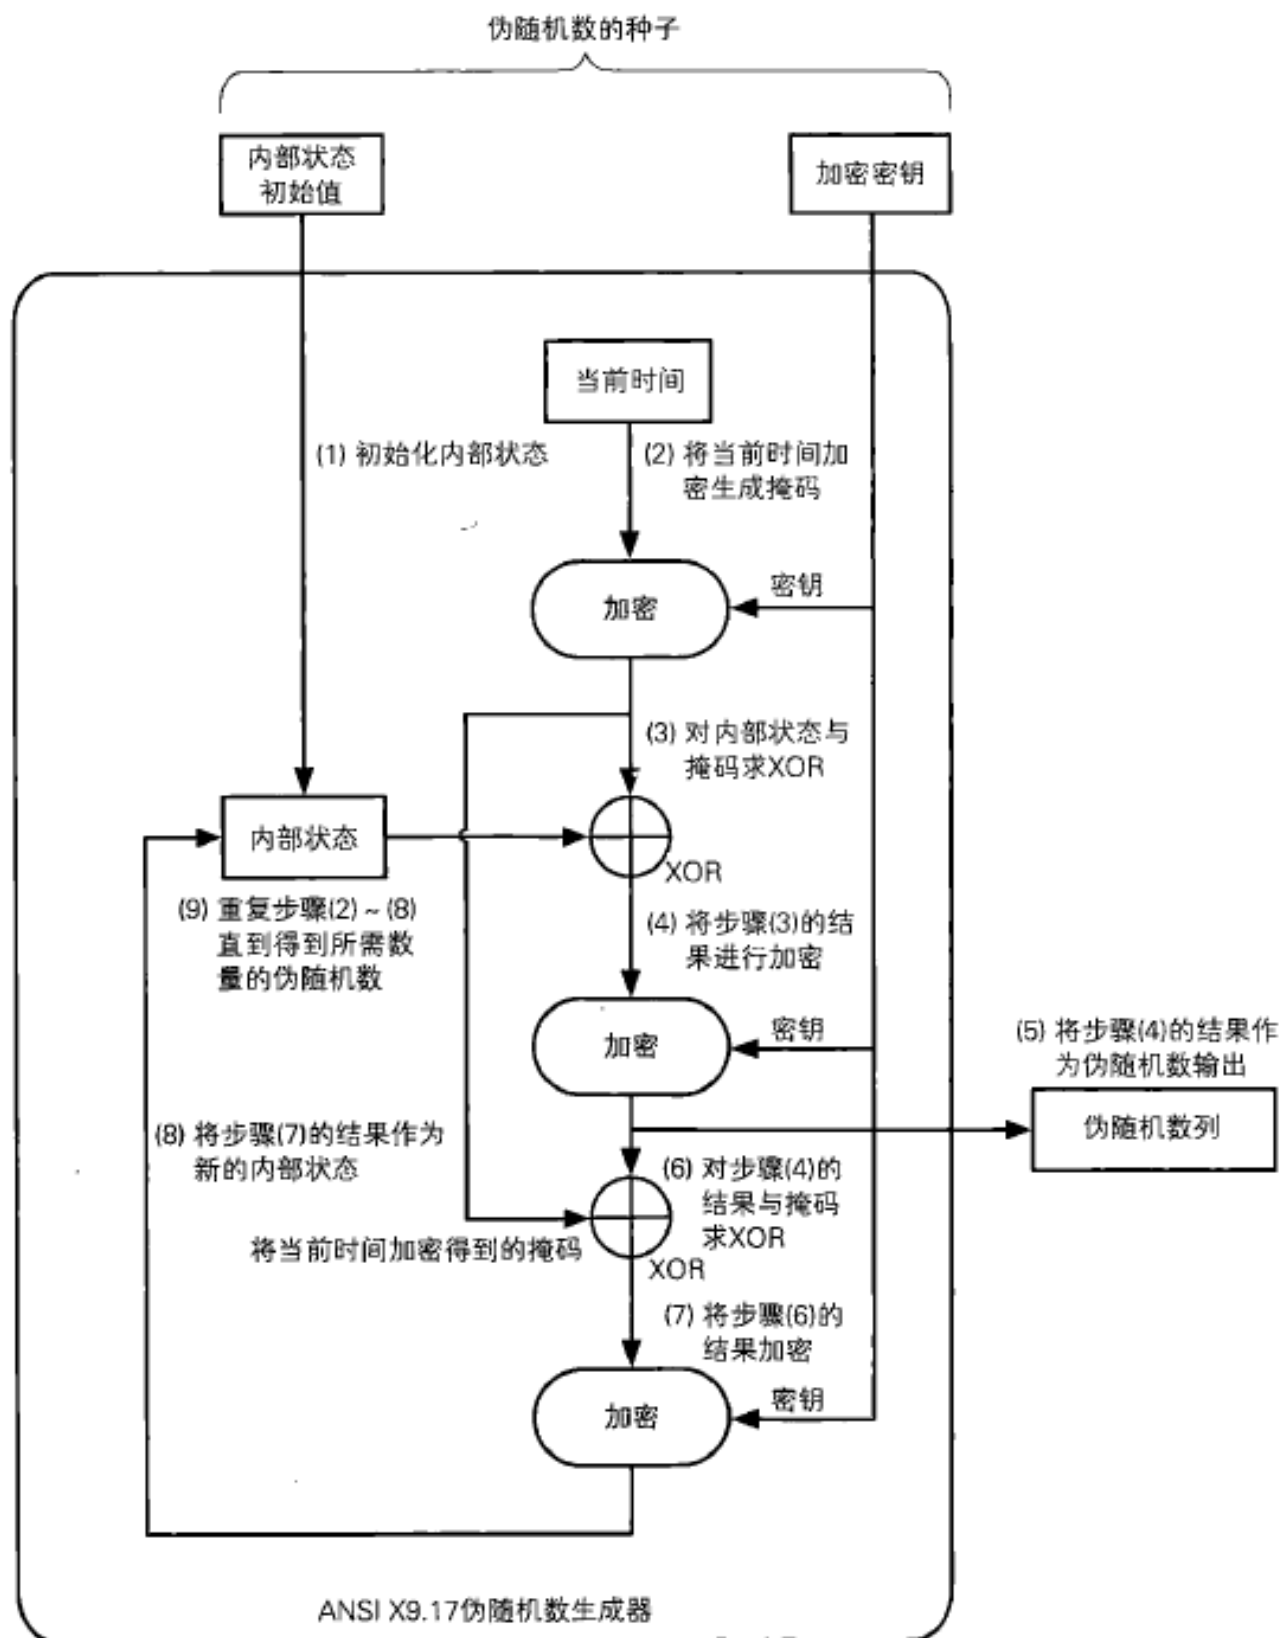 伪随机数的种子
内部状态
初始值
加密密钥
当前时间
(1) 初始化内部状态
(2) 将当前时间加
密生成掩码
加密
密钥
(3) 对内部状态与
掩码求XOR
内部状态
XOR
(9) 重复步骤(2) ~ (8)
直到得到所需数
量的伪随机数
(4) 将步骤(3)的结
果进行加密
加密
密钥
(5) 将步骤(4)的结果作
为伪随机数输出
伪随机数列
(8) 将步骤(7)的结果作为
新的内部状态
(6) 对步骤(4)的
结果与掩码
求XOR
将当前时间加密得到的掩码
XOR
(7) 将步骤(6)的
结果加密
加密
密钥
ANSI X9.17伪随机数生成器